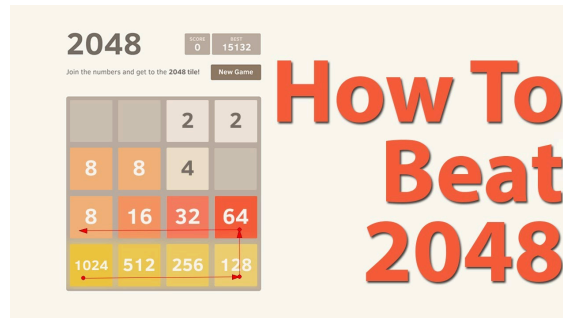 2048
SCORE
0
BEST
15132
Join the numbers and get to the 2048 tile!
New Game
2 2
8 8 4
8 16 32 64
1024 512 256 128
How To
Beat
2048